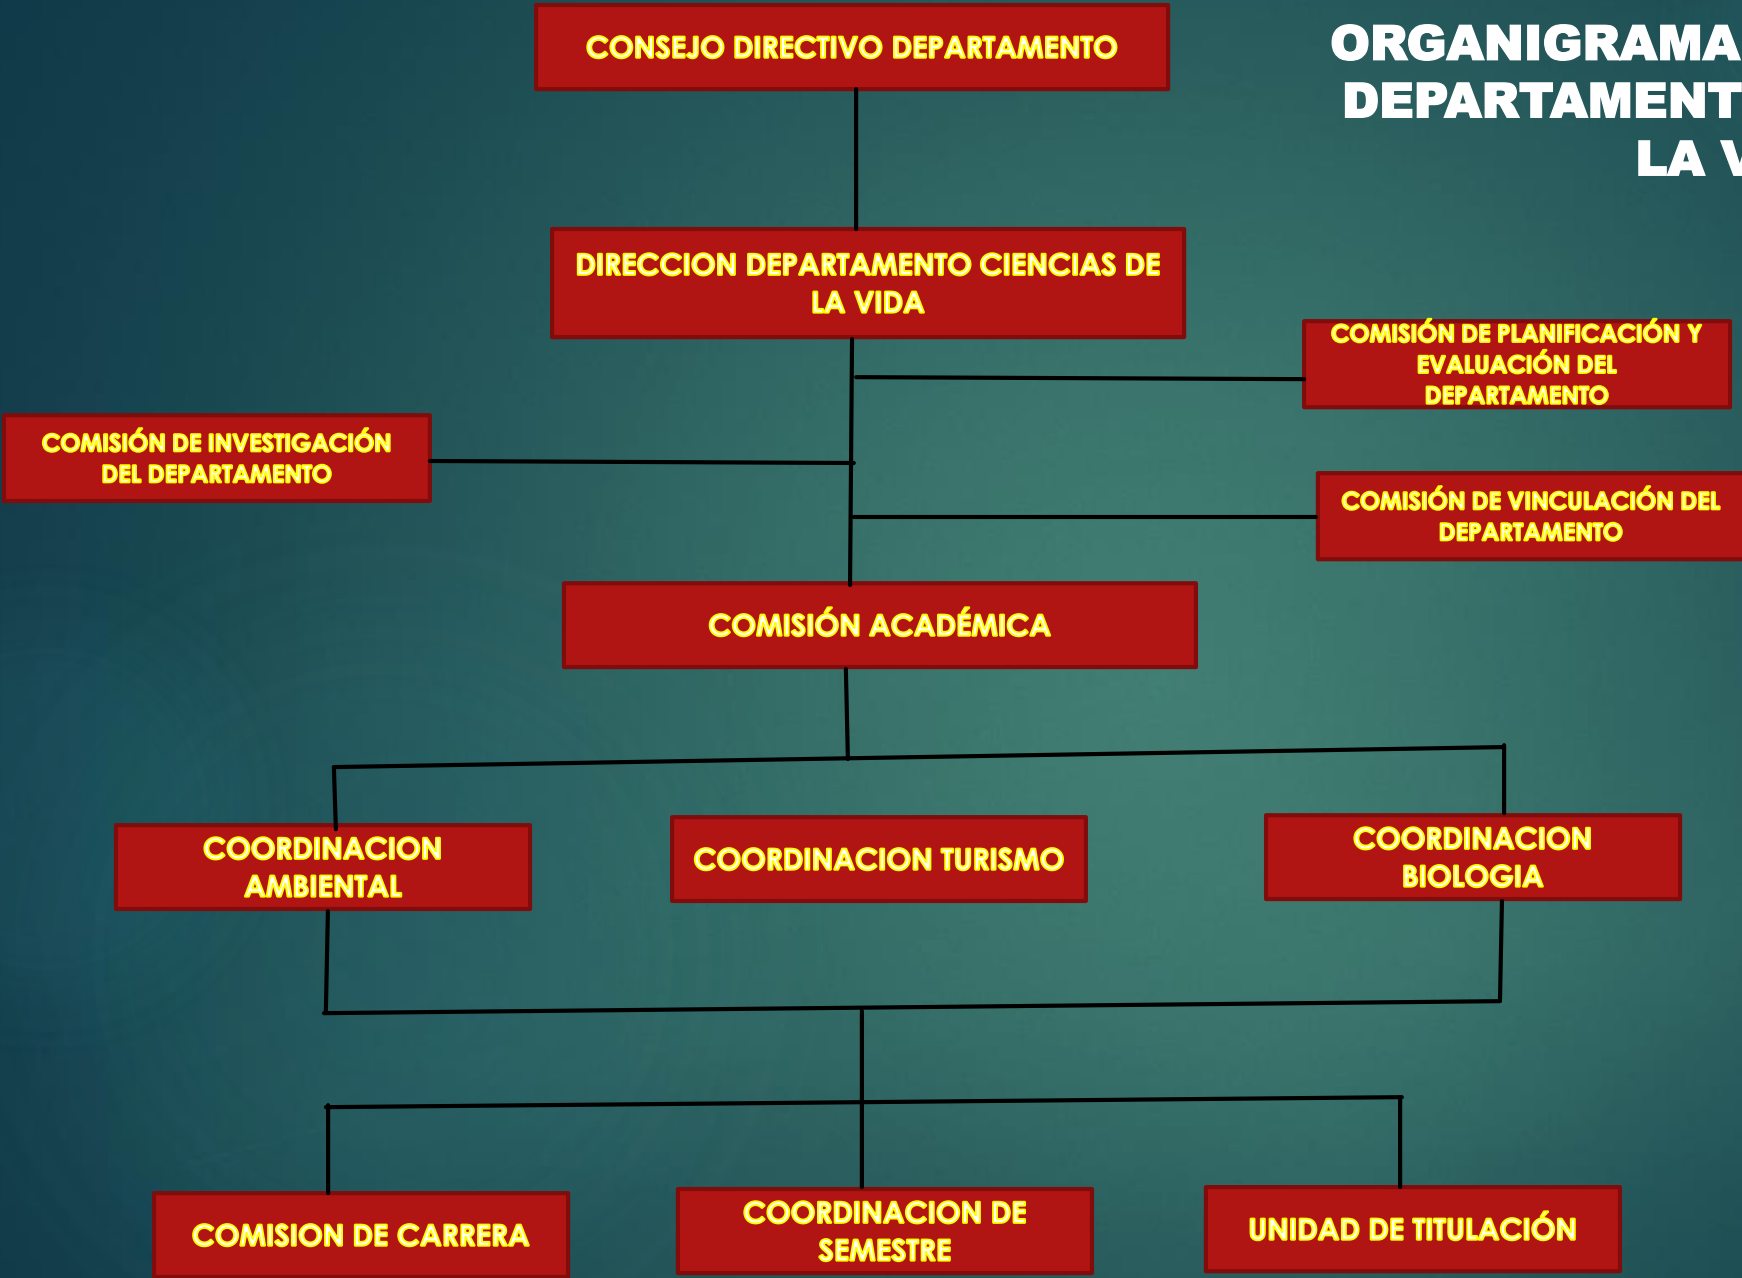 CONSEJO DIRECTIVO DEPARTAMENTO
ORGANIGRAMA
DEPARTAMENT
LA V
DIRECCION DEPARTAMENTO CIENCIAS DE
LA VIDA
COMISIÓN DE PLANIFICACIÓN Y
EVALUACIÓN DEL
DEPARTAMENTO
COMISIÓN DE INVESTIGACIÓN
DEL DEPARTAMENTO
COMISIÓN DE VINCULACIÓN DEL
DEPARTAMENTO
COMISIÓN ACADÉMICA
COORDINACION
AMBIENTAL
COORDINACION TURISMO
COORDINACION
BIOLOGIA
COMISION DE CARRERA
COORDINACION DE
SEMESTRE
UNIDAD DE TITULACIÓN